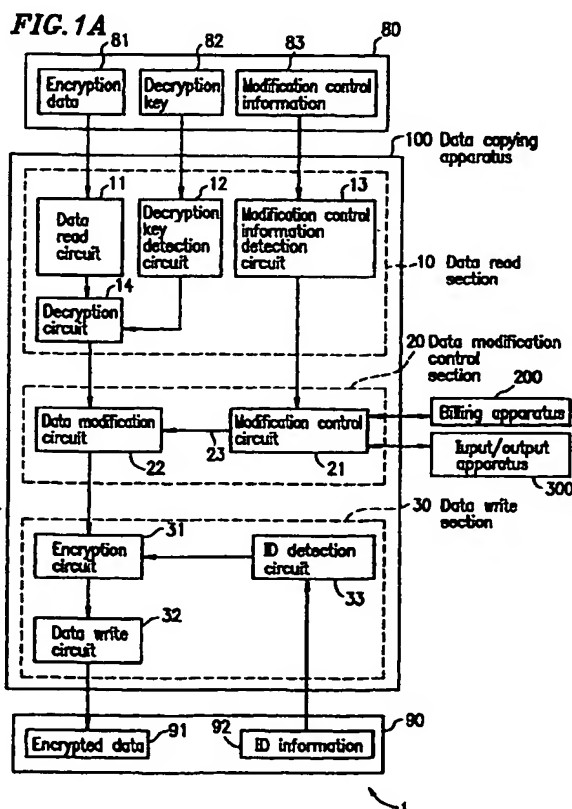 FIG. 1A
80
81
82
83
Encryption
data
Decryption
key
Modification control
information
100 Data copying
apparatus
11
12
13
Data
read
circuit
Decryption
key
detection
circuit
Modification control
information
detection
circuit
14
Decryption
circuit
10 Data read
section
20 Data modification
control
section
200
Data modification
circuit
23
Modification control
circuit
Billing apparatus
22
21
Input/output
apparatus
300
30 Data write
section
31
Encryption
circuit
ID detection
circuit
33
32
Data write
circuit
90
91
92
Encrypted data
ID information
1